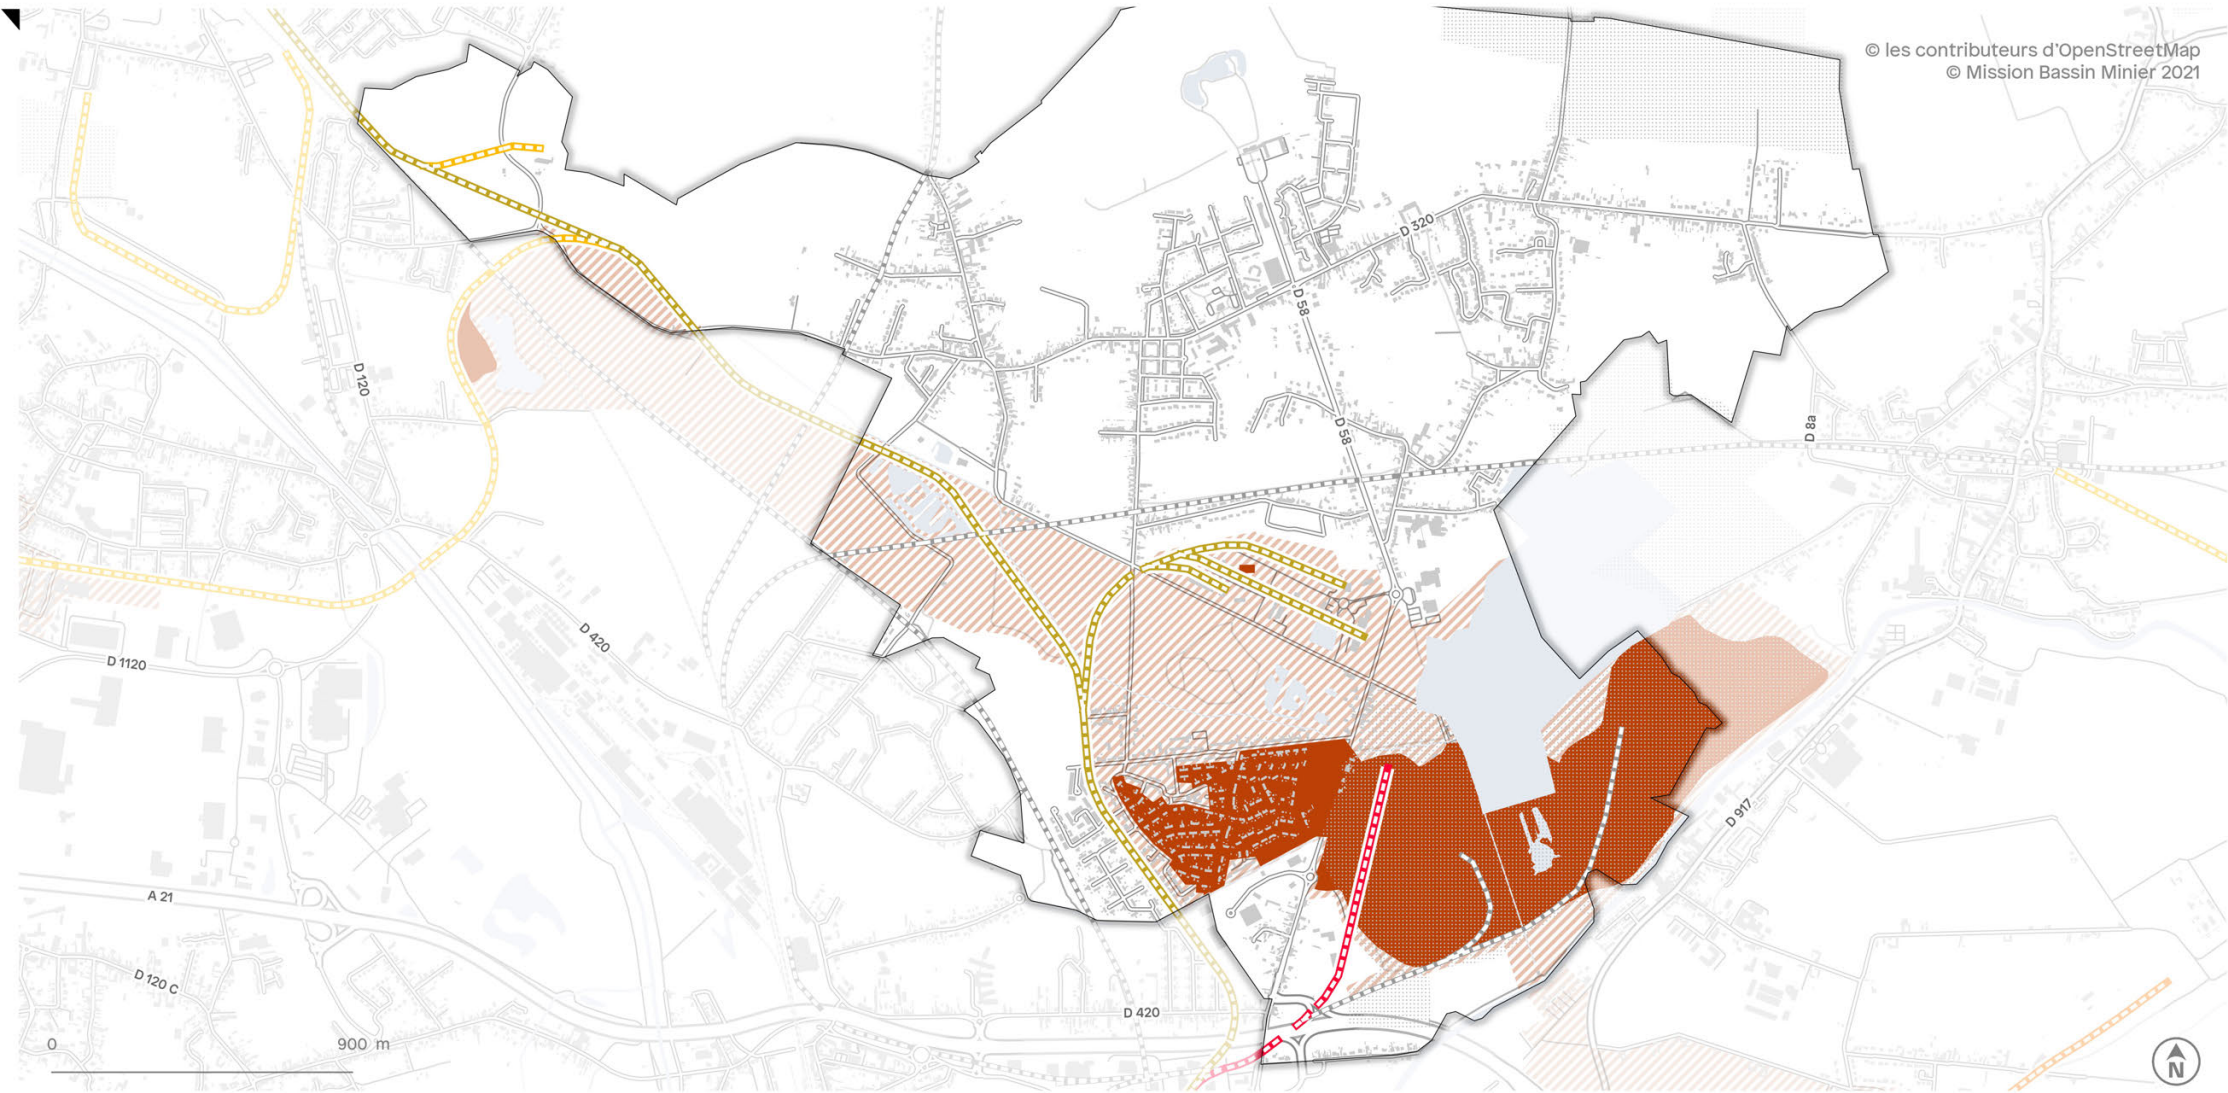 © les contributeurs d'OpenStreetMap
© Mission Bassin Minier 2021
D 320
D 58
D 120
D 58
D 8a
D 420
D 1120
D 917
A 21
D 120 C
D 420
0
900 m
N